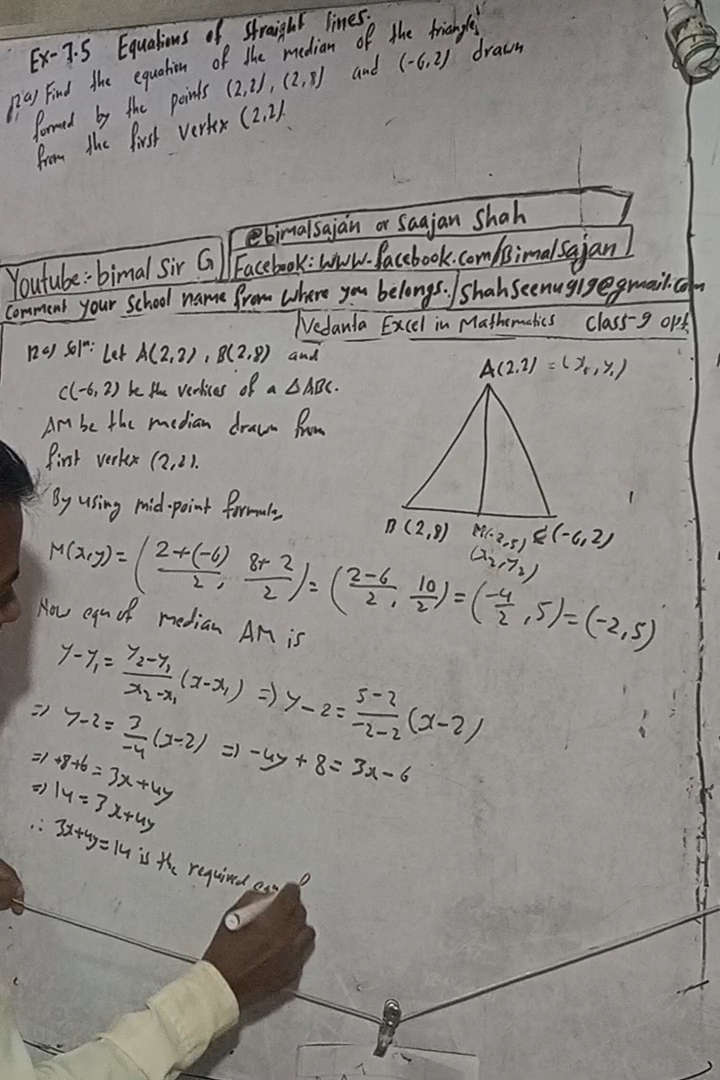 Ex-7.5 Equations of straight lines.
12 a) Find the equation of the median of the triangle
formed by the points (2,2), (2,8) and (-6,2) drawn
from the first vertex (2,2).
@bimalsajan or Saajan Shah
Youtube:- bimal Sir G
Facebook: www.facebook.com/Bimalsajan
Comment your School name from where you belongs. / shahseenu919@gmail.com
Vedanta Excel in Mathematics class-9 opt.
12 a) Solⁿ: Let A(2,2), B(2,8) and
C(-6,2) be the vertices of a △ABC.
AM be the median drawn from
first vertex (2,2).
By using mid-point formula,
A(2,2) = (x₁, y₁)
B (2,8) M(-2,5) C(-6,2)
(x₂, y₂)
M(x,y) = (2+(-6)/2, 8+2/2) = (2-6/2, 10/2) = (-4/2, 5) = (-2,5)
Now eqn of median AM is
y-y₁ = y₂-y₁/x₂-x₁ (x-x₁) => y-2 = 5-2/-2-2 (x-2)
=> y-2 = 3/-4 (x-2) => -4y + 8 = 3x-6
=> +8+6 = 3x+4y
=> 14 = 3x+4y
∴ 3x+4y=14 is the required